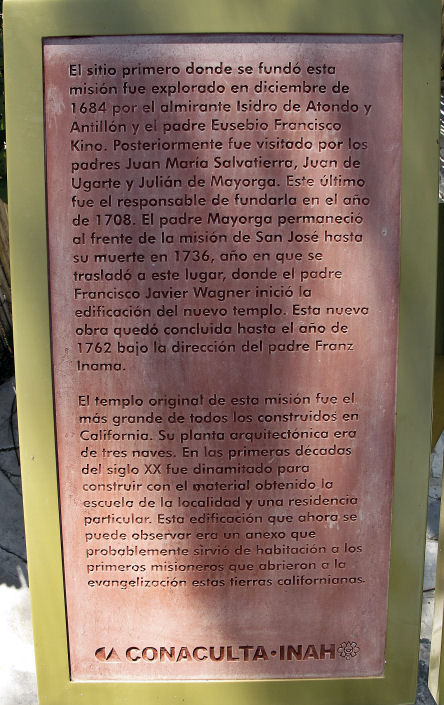 El sitio primero donde se fundó esta
misión fue explorado en diciembre de
1684 por el almirante Isidro de Atondo y
Antillón y el padre Eusebio Francisco
Kino. Posteriormente fue visitado por los
padres Juan María Salvatierra, Juan de
Ugarte y Julián de Mayorga. Este último
fue el responsable de fundarla en el año
de 1708. El padre Mayorga permaneció
al frente de la misión de San José hasta
su muerte en 1736, año en que se
trasladó a este lugar, donde el padre
Francisco Javier Wagner inició la
edificación del nuevo templo. Esta nueva
obra quedó concluida hasta el año de
1762 bajo la dirección del padre Franz
Inama.
El templo original de esta misión fue el
más grande de todos los construidos en
California. Su planta arquitectónica era
de tres naves. En las primeras décadas
del siglo XX fue dinamitado para
construir con el material obtenido la
escuela de la localidad y una residencia
particular. Esta edificación que ahora se
puede observar era un anexo que
probablemente sirvió de habitación a los
primeros misioneros que abrieron a la
evangelización estas tierras californianas.
CONACULTA·INAH